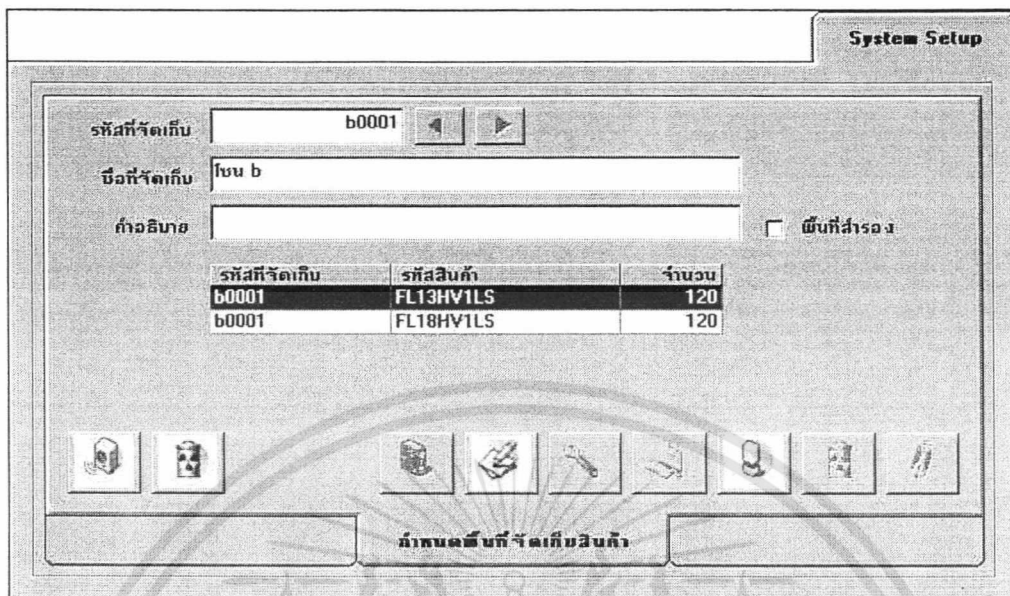 System Setup
รหัสที่จัดเก็บ b0001
ชื่อที่จัดเก็บ โซน b
คำอธิบาย พื้นที่สำรอง
รหัสที่จัดเก็บ รหัสสินค้า จำนวน
b0001 FL13HV1LS 120
b0001 FL18HV1LS 120
กำหนดพื้นที่จัดเก็บสินค้า